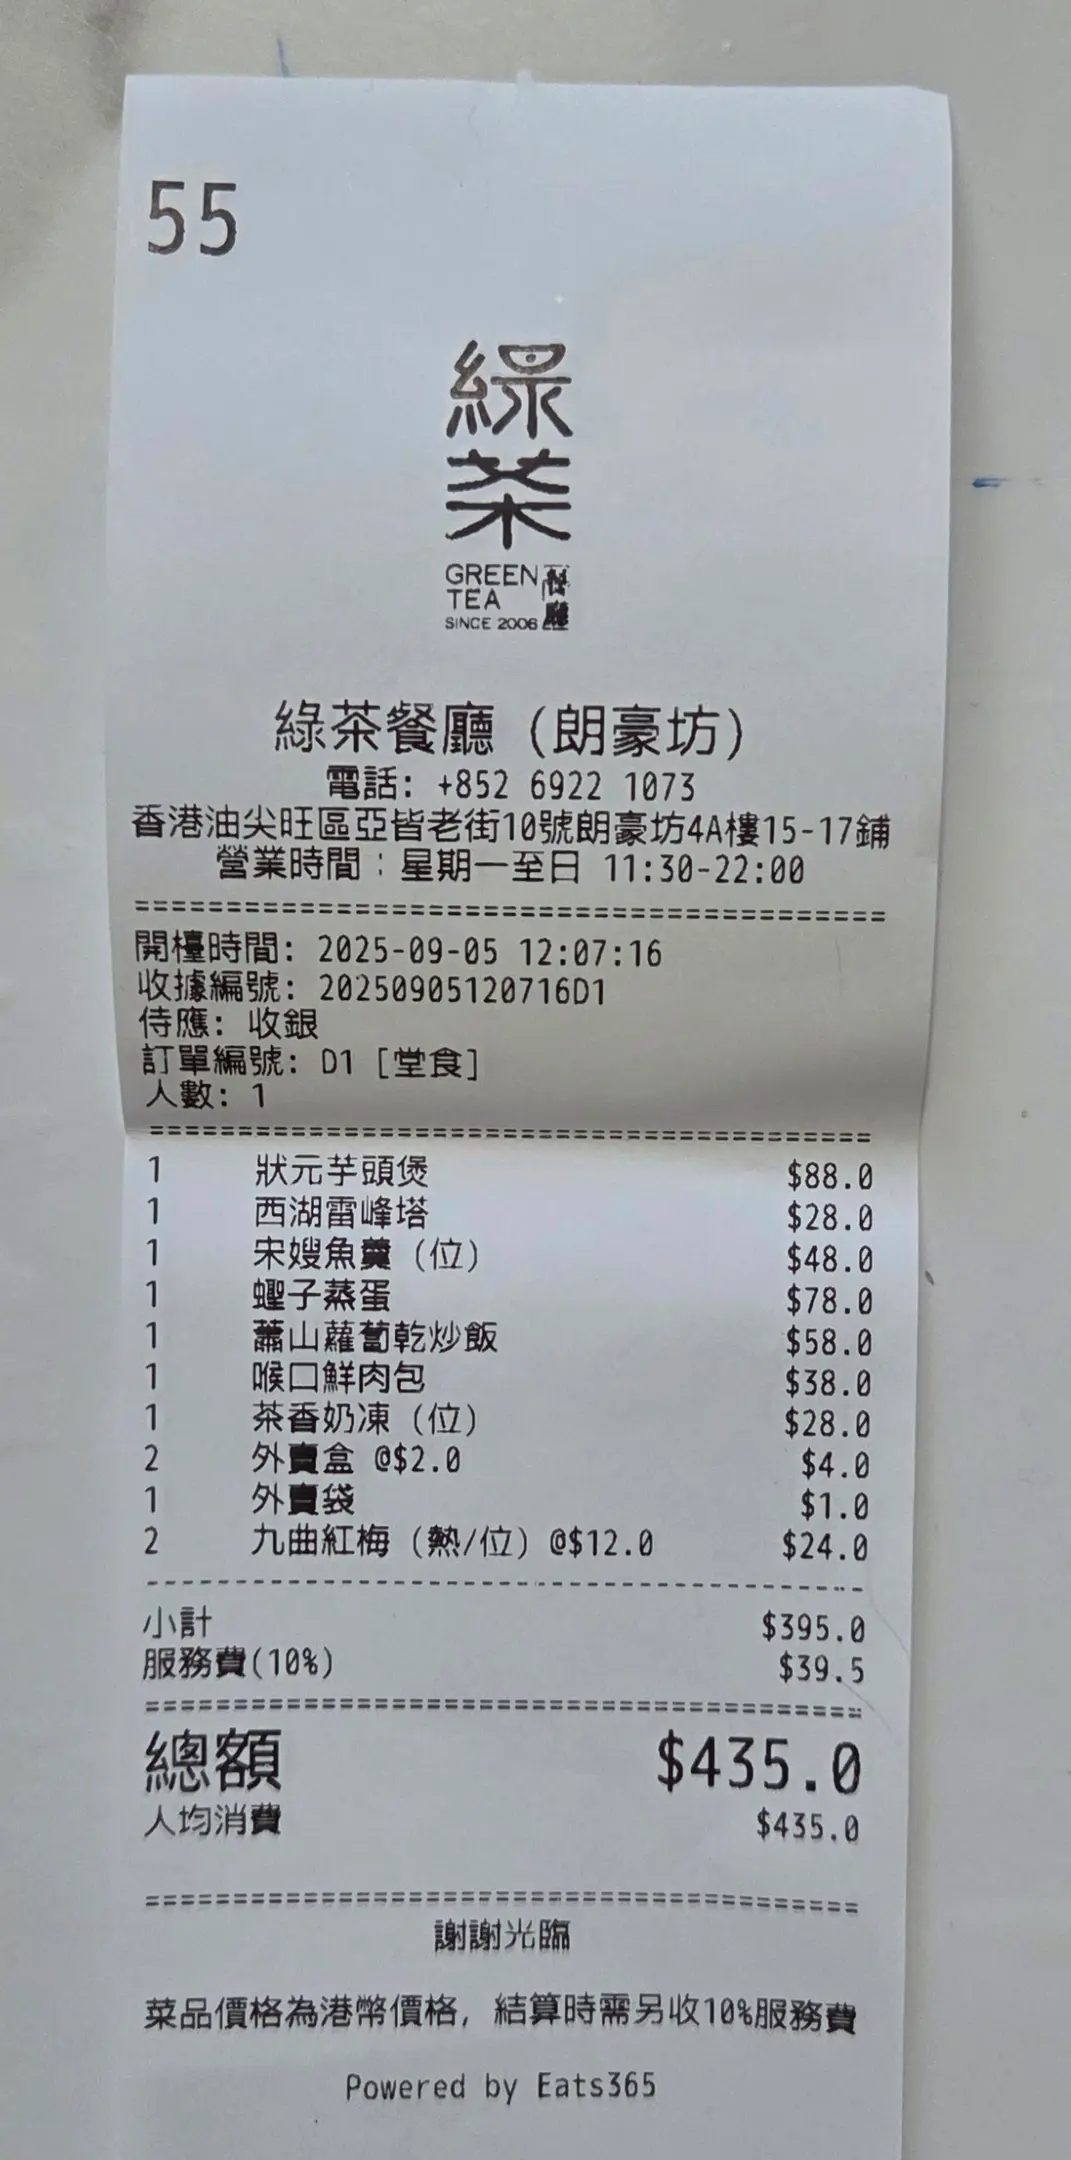 55
綠
茶
GREEN 餐
TEA 廳
SINCE 2006
綠茶餐廳 (朗豪坊)
電話: +852 6922 1073
香港油尖旺區亞皆老街10號朗豪坊4A樓15-17鋪
營業時間：星期一至日 11:30-22:00
開檯時間: 2025-09-05 12:07:16
收據編號: 20250905120716D1
侍應: 收銀
訂單編號: D1 [堂食]
人數: 1
1 狀元芋頭煲 $88.0
1 西湖雷峰塔 $28.0
1 宋嫂魚羹 (位) $48.0
1 蟶子蒸蛋 $78.0
1 蕭山蘿蔔乾炒飯 $58.0
1 喉口鮮肉包 $38.0
1 茶香奶凍 (位) $28.0
2 外賣盒 @$2.0 $4.0
1 外賣袋 $1.0
2 九曲紅梅 (熱/位) @$12.0 $24.0
小計 $395.0
服務費(10%) $39.5
總額 $435.0
人均消費 $435.0
謝謝光臨
菜品價格為港幣價格, 結算時需另收10%服務費
Powered by Eats365